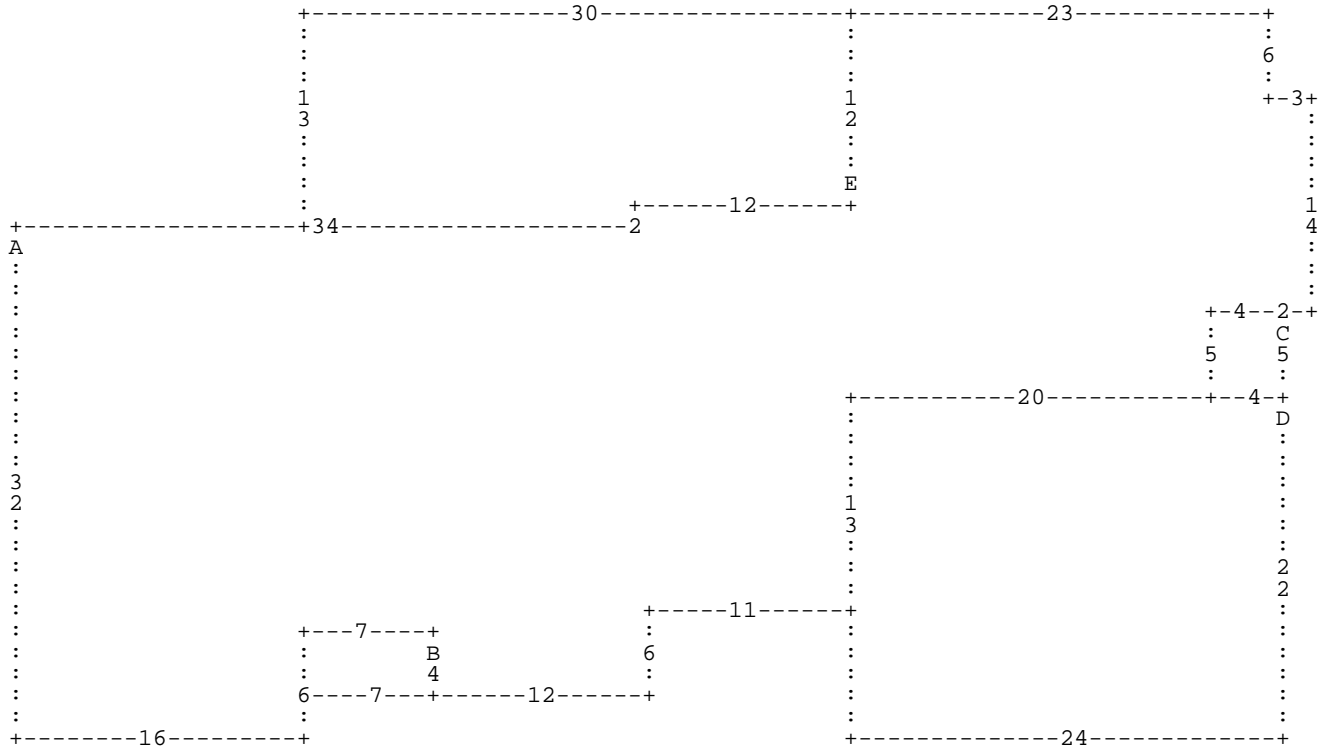 +------------------30-----------------+-------------23-------------+
                    :                                     :                            :
                    :                                     :                            6
                    :                                     :                            :
                    1                                     1                            +-3+
                    3                                     2                               :
                    :                                     :                               :
                    :                                     :                               :
                    :                                     E                               :
                    :                      +------12------+                               1
+-------------------+34--------------------2                                              4
A                                                                                         :
:                                                                                         :
:                                                                                         :
:                                                                                  +-4--2-+
:                                                                                  :    C
:                                                                                  5    5
:                                                                                  :    :
:                                                         +-----------20-----------+--4-+
:                                                         :                             D
:                                                         :                             :
:                                                         :                             :
3                                                         :                             :
2                                                         1                             :
:                                                         3                             :
:                                                         :                             :
:                                                         :                             2
:                                                         :                             2
:                                           +-----11------+                             :
:                   +---7----+              :             :                             :
:                   :        B              6             :                             :
:                   :        4              :             :                             :
:                   6----7---+------12------+             :                             :
:                   :                                     :                             :
+--------16---------+                                     +--------------24-------------+